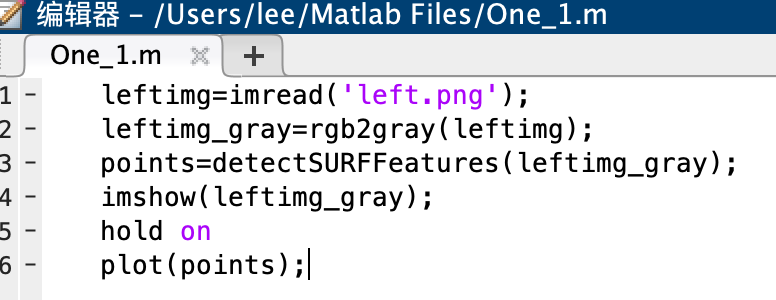 编辑器 – /Users/lee/Matlab Files/One_1.m
One_1.m × +
1 – leftimg=imread('left.png');
2 – leftimg_gray=rgb2gray(leftimg);
3 – points=detectSURFFeatures(leftimg_gray);
4 – imshow(leftimg_gray);
5 – hold on
6 – plot(points);